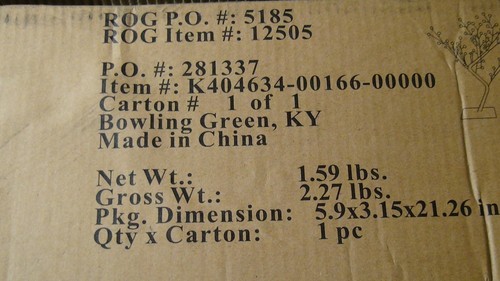 ROG P.O. #: 5185
ROG Item #: 12505
P.O. #: 281337
Item #: K404634-00166-00000
Carton # 1 of 1
Bowling Green, KY
Made in China
Net Wt.: 1.59 lbs.
Gross Wt.: 2.27 lbs.
Pkg. Dimension: 5.9x3.15x21.26 in
Qty x Carton: 1 pc